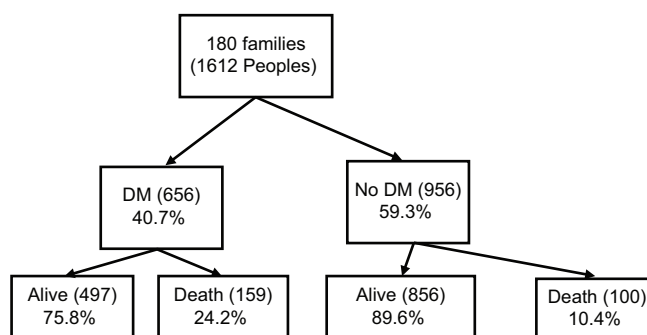 180 families
(1612 Peoples)
DM (656)
40.7%
No DM (956)
59.3%
Alive (497)
75.8%
Death (159)
24.2%
Alive (856)
89.6%
Death (100)
10.4%